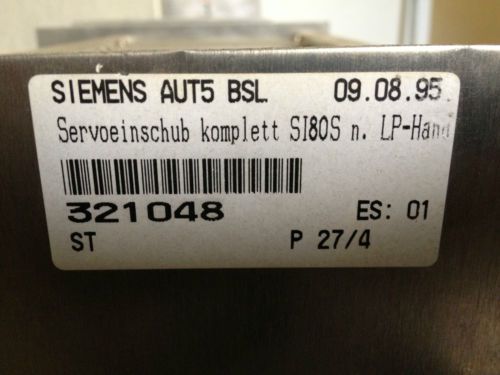 SIEMENS AUT5 BSL 09.08.95
Servoeinschub komplett SI80S n. LP-Hand
321048 ES: 01
ST P 27/4